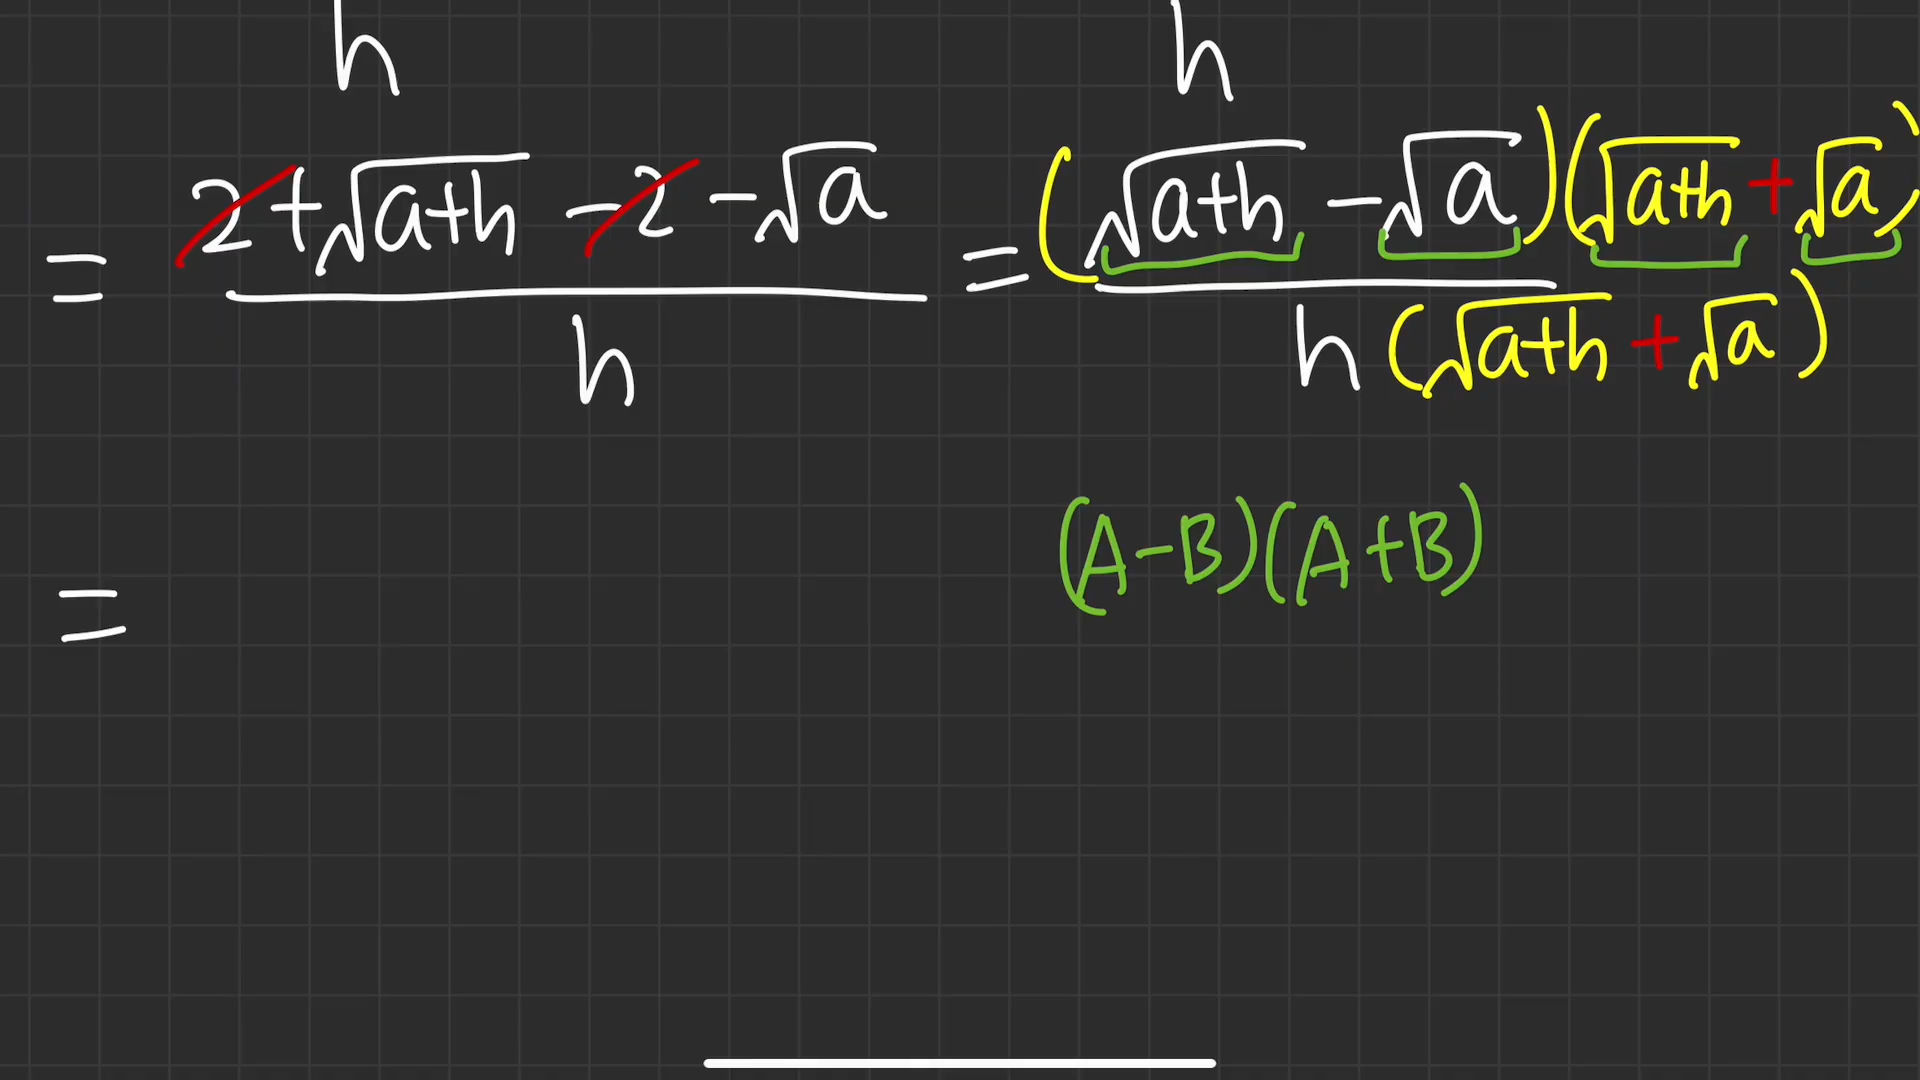 h h
= 2 + √(a+h) - 2 - √a = (√(a+h) - √a)(√(a+h) + √a)
h h(√(a+h) + √a)
(A-B)(A+B)
=